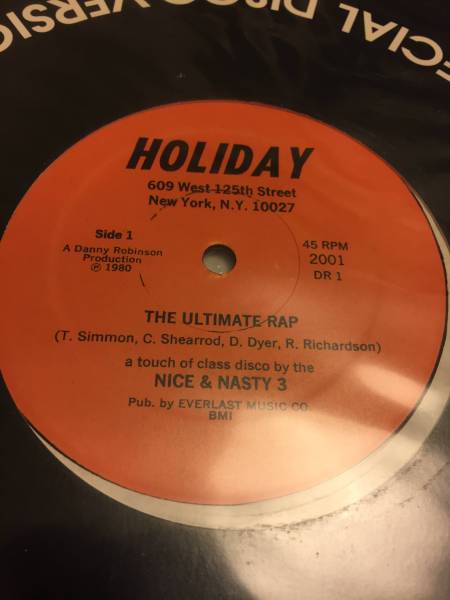 SPECIAL DISCO VERSION
HOLIDAY
609 West 125th Street
New York, N.Y. 10027
Side 1
A Danny Robinson
Production
℗ 1980
45 RPM
2001
DR 1
THE ULTIMATE RAP
(T. Simmon, C. Shearrod, D. Dyer, R. Richardson)
a touch of class disco by the
NICE & NASTY 3
Pub. by EVERLAST MUSIC CO.
BMI